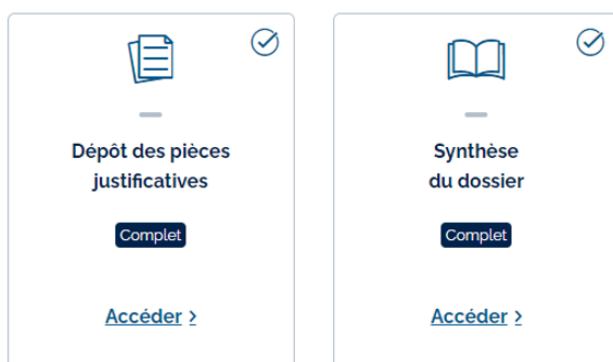 Dépôt des pièces
justificatives
Complet
Accéder >
Synthèse
du dossier
Complet
Accéder >